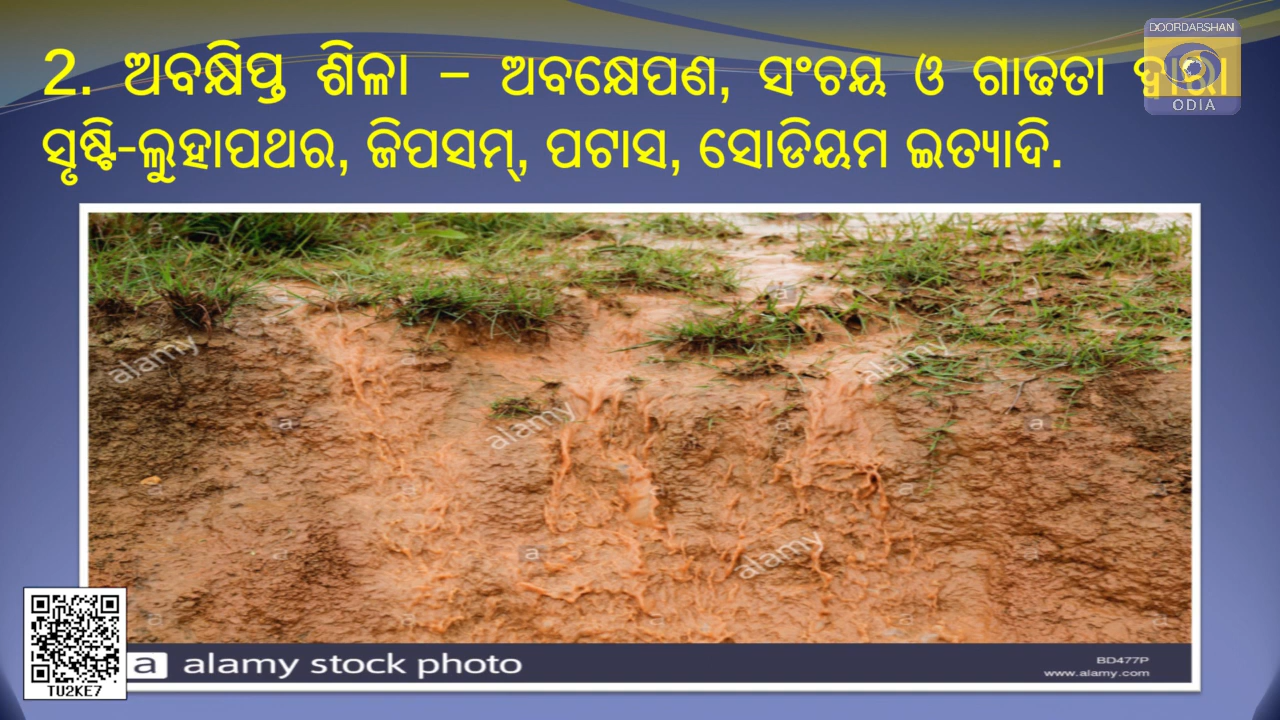 DOORDARSHAN
2. ଅବକ୍ଷିପ୍ତ ଶିଳା – ଅବକ୍ଷେପଣ, ସଂଚୟ ଓ ଗାଢତା ଦ୍ୱାରା
ODIA
ସୃଷ୍ଟି-ଲୁହାପଥର, ଜିପସମ୍, ପଟାସ, ସୋଡିୟମ ଇତ୍ୟାଦି.
alamy
alamy
alamy
alamy
a alamy stock photo
BD477P
www.alamy.com
TU2KE7